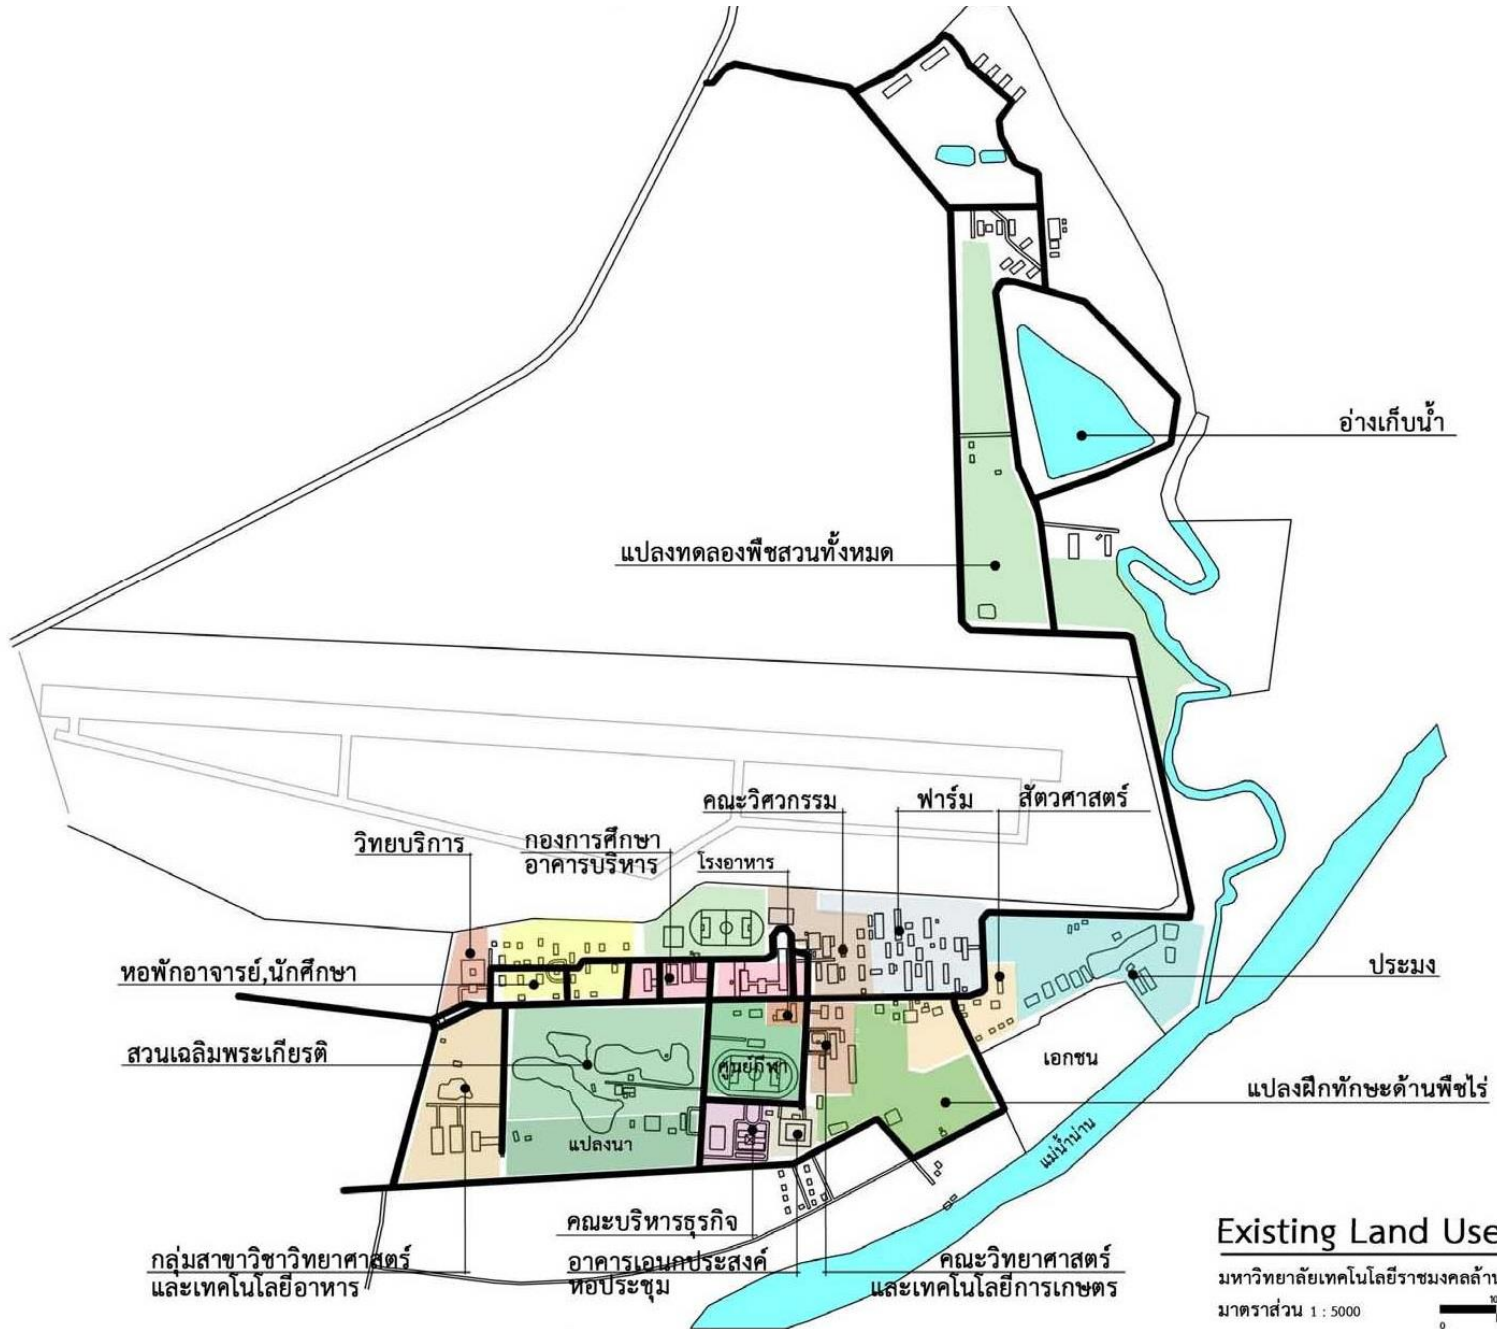 อ่างเก็บน้ำ
แปลงทดลองพืชสวนทั้งหมด
คณะวิศวกรรม
ฟาร์ม
สัตวศาสตร์
วิทยบริการ
กองการศึกษา
อาคารบริหาร
โรงอาหาร
หอพักอาจารย์,นักศึกษา
ประมง
สวนเฉลิมพระเกียรติ
ศูนย์กีฬา
เอกชน
แปลงฝึกทักษะด้านพืชไร่
แปลงนา
แม่น้ำน่าน
คณะบริหารธุรกิจ
กลุ่มสาขาวิชาวิทยาศาสตร์
และเทคโนโลยีอาหาร
อาคารเอนกประสงค์
หอประชุม
คณะวิทยาศาสตร์
และเทคโนโลยีการเกษตร
Existing Land Use
มหาวิทยาลัยเทคโนโลยีราชมงคลล้าน
มาตราส่วน 1 : 5000
0